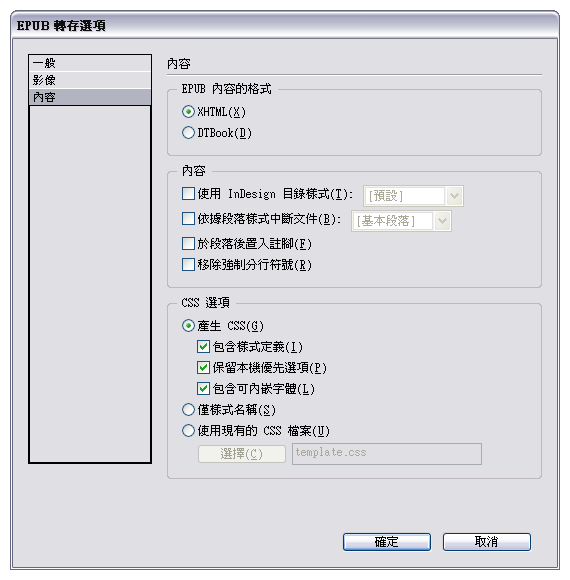 EPUB 轉存選項
一般
影像
內容
內容
EPUB 內容的格式
XHTML(X)
DTBook(D)
內容
使用 InDesign 目錄樣式(T): [預設]
依據段落樣式中斷文件(B): [基本段落]
於段落後置入註腳(F)
移除強制分行符號(R)
CSS 選項
產生 CSS(G)
包含樣式定義(I)
保留本機優先選項(P)
包含可內嵌字體(L)
僅樣式名稱(S)
使用現有的 CSS 檔案(U)
選擇(C) template.css
確定 取消